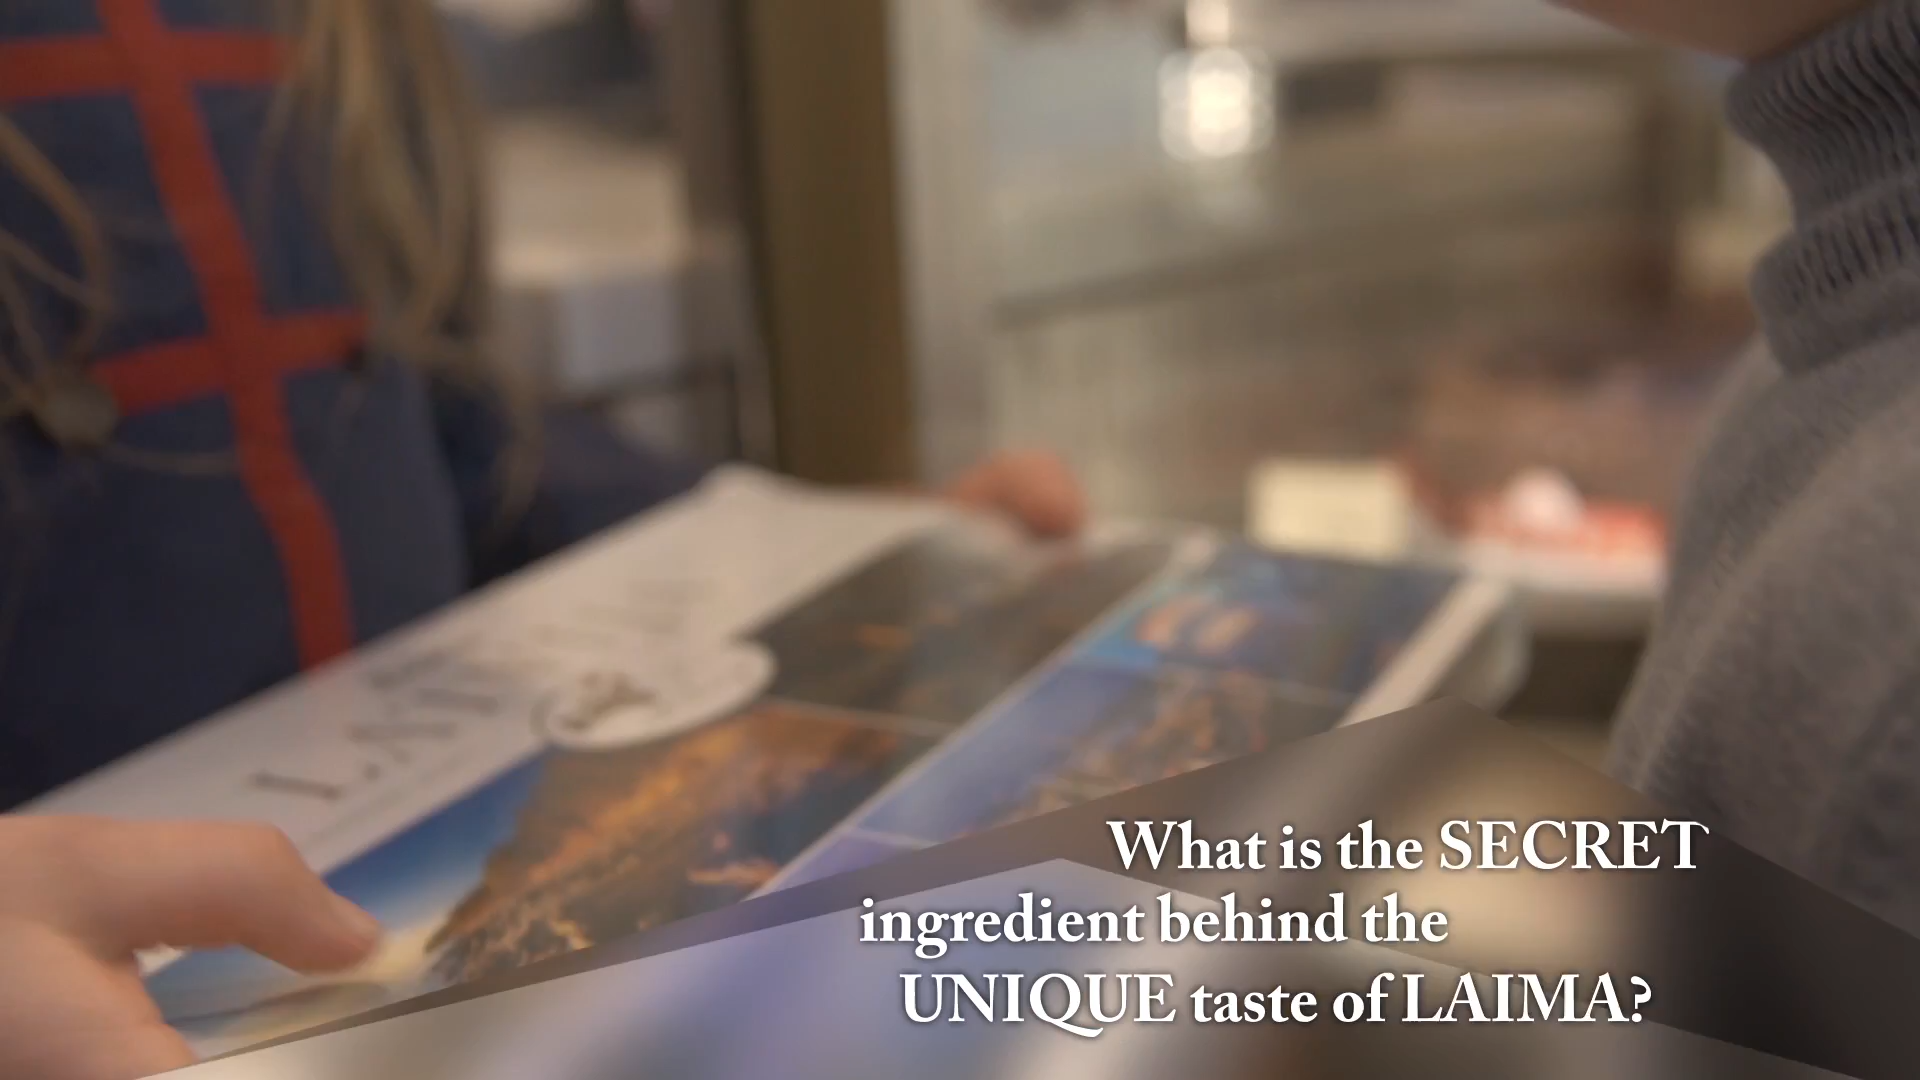 What is the SECRET
ingredient behind the
UNIQUE taste of LAIMA?